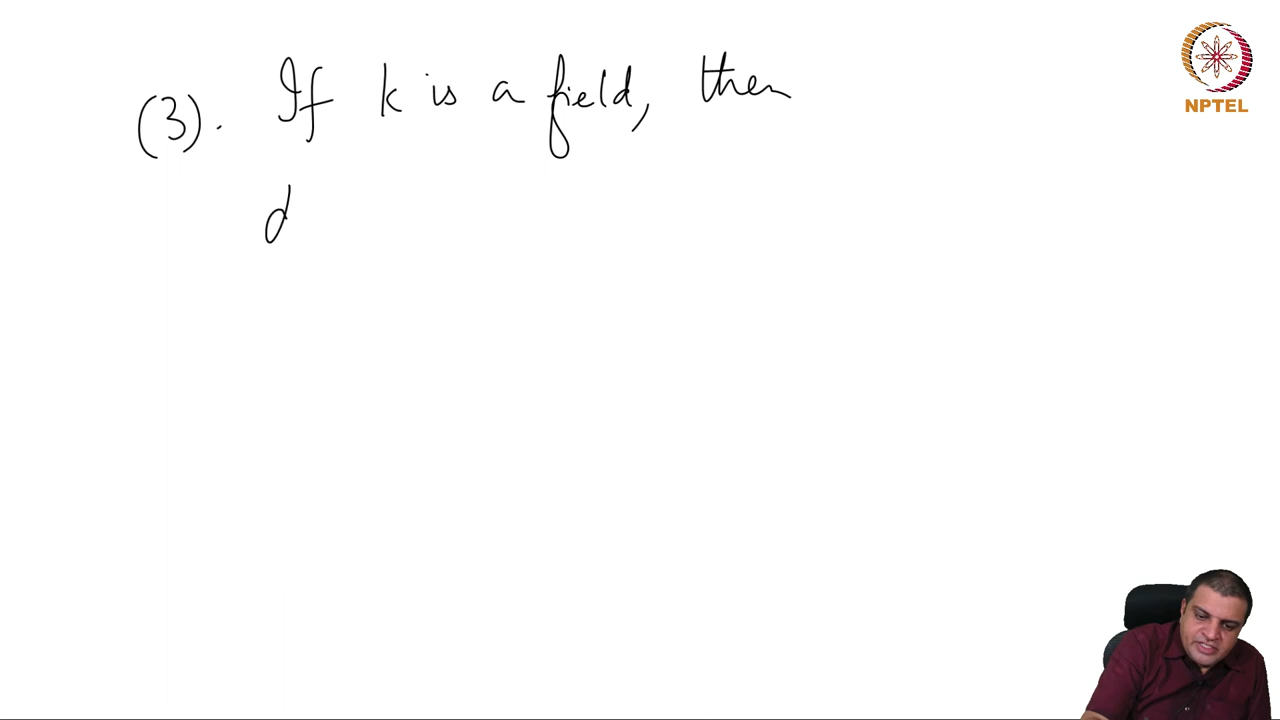 (3). If k is a field, then
d
NPTEL